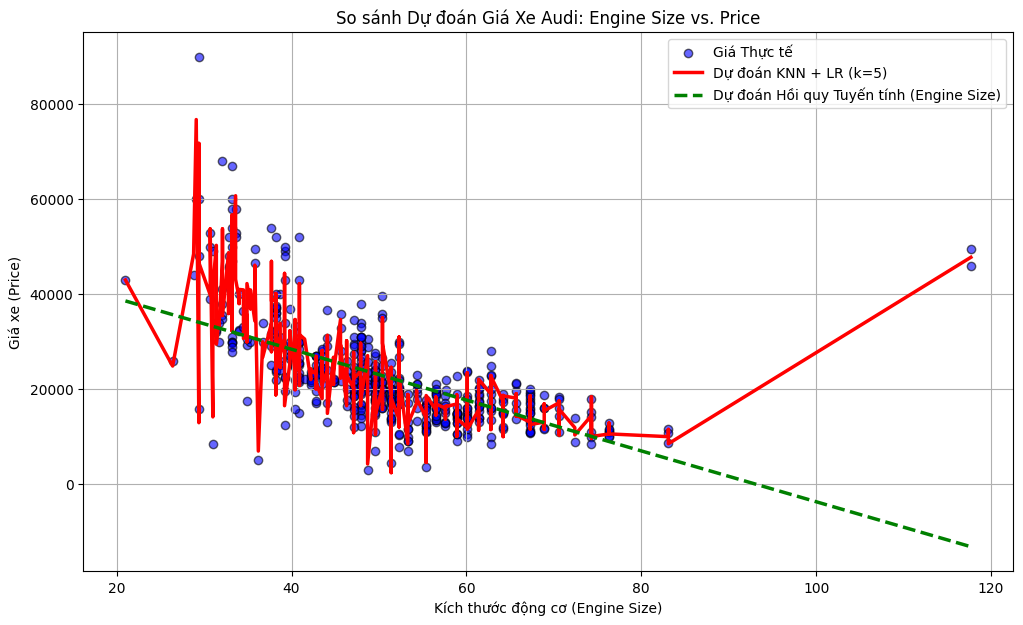 So sánh Dự đoán Giá Xe Audi: Engine Size vs. Price
Giá Thực tế
Dự đoán KNN + LR (k=5)
Dự đoán Hồi quy Tuyến tính (Engine Size)
Giá xe (Price)
80000
60000
40000
20000
0
20
40
60
80
100
120
Kích thước động cơ (Engine Size)